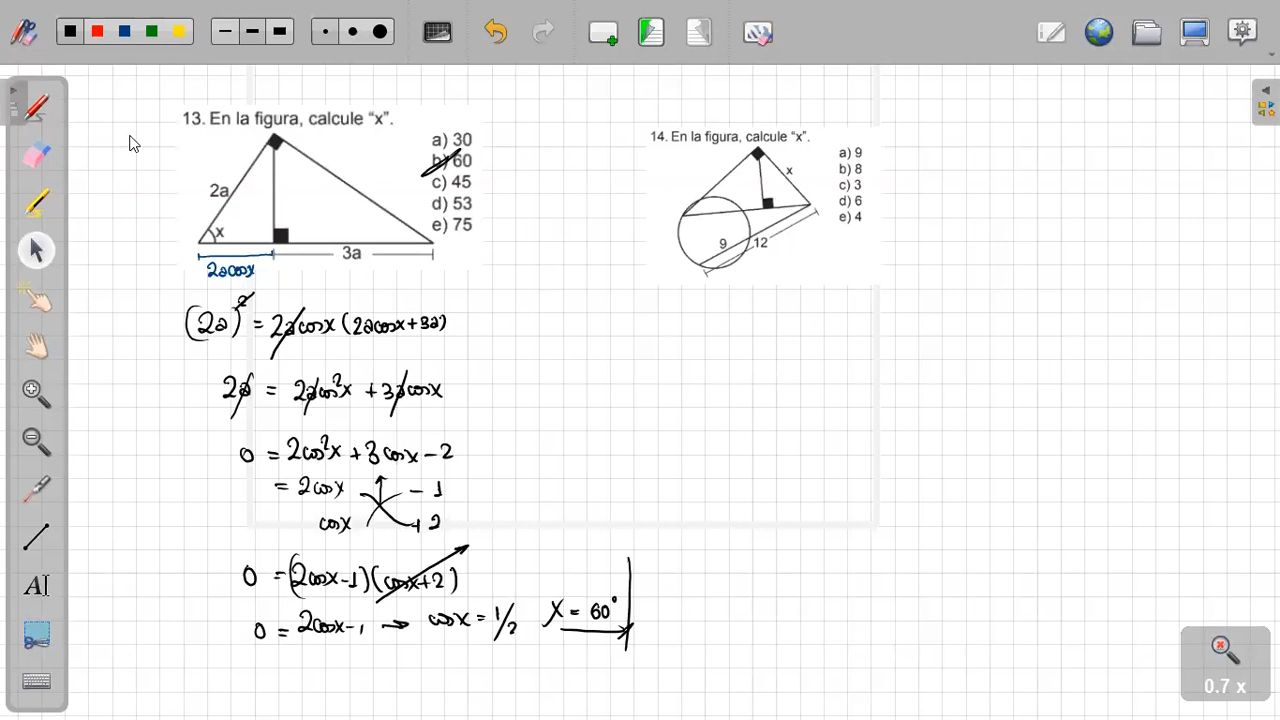 13. En la figura, calcule “x”.
a) 30
b) 60
c) 45
d) 53
e) 75
2a
x
3a
2acosx
(2a)² = 2acosx (2acosx+3a)
2a = 2acos²x + 3acosx
0 = 2cos²x + 3cosx - 2
= 2cosx - 1
cosx + 2
0 = (2cosx-1)(cosx+2)
0 = 2cosx-1 → cosx = 1/2 x = 60°
14. En la figura, calcule “x”.
a) 9
b) 8
c) 3
d) 6
e) 4
x
9
12
AI
0.7 x